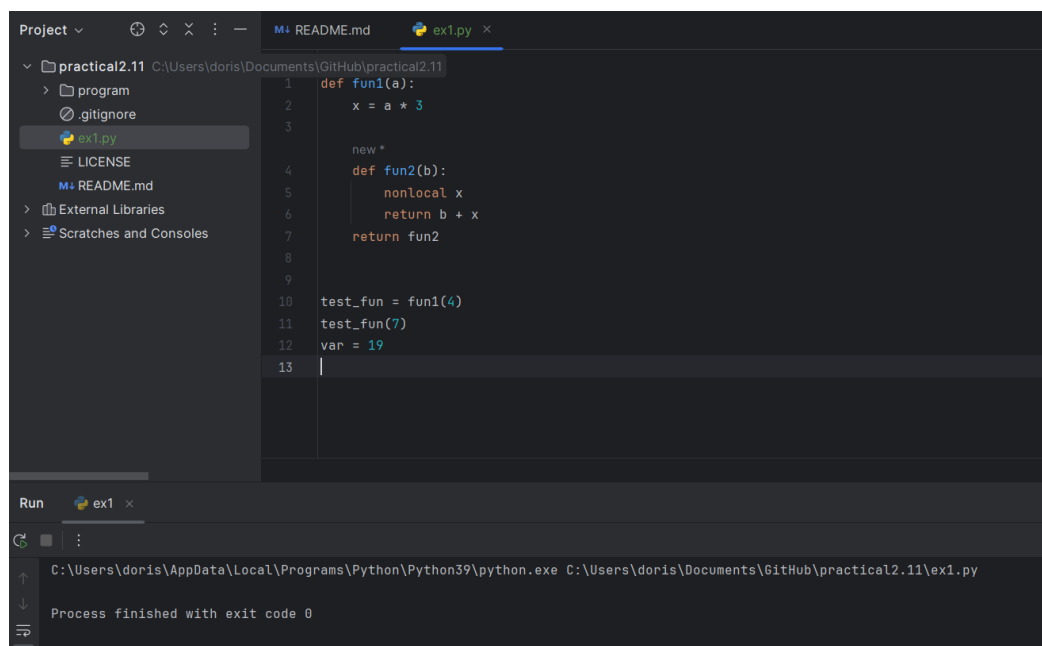 Project
M↓ README.md
ex1.py ×
practical2.11 C:\Users\doris\Documents\GitHub\practical2.11
program
.gitignore
ex1.py
LICENSE
M↓ README.md
External Libraries
Scratches and Consoles
1 def fun1(a):
2 x = a * 3
3
new *
4 def fun2(b):
5 nonlocal x
6 return b + x
7 return fun2
8
9
10 test_fun = fun1(4)
11 test_fun(7)
12 var = 19
13
Run ex1 ×
C:\Users\doris\AppData\Local\Programs\Python\Python39\python.exe C:\Users\doris\Documents\GitHub\practical2.11\ex1.py
Process finished with exit code 0